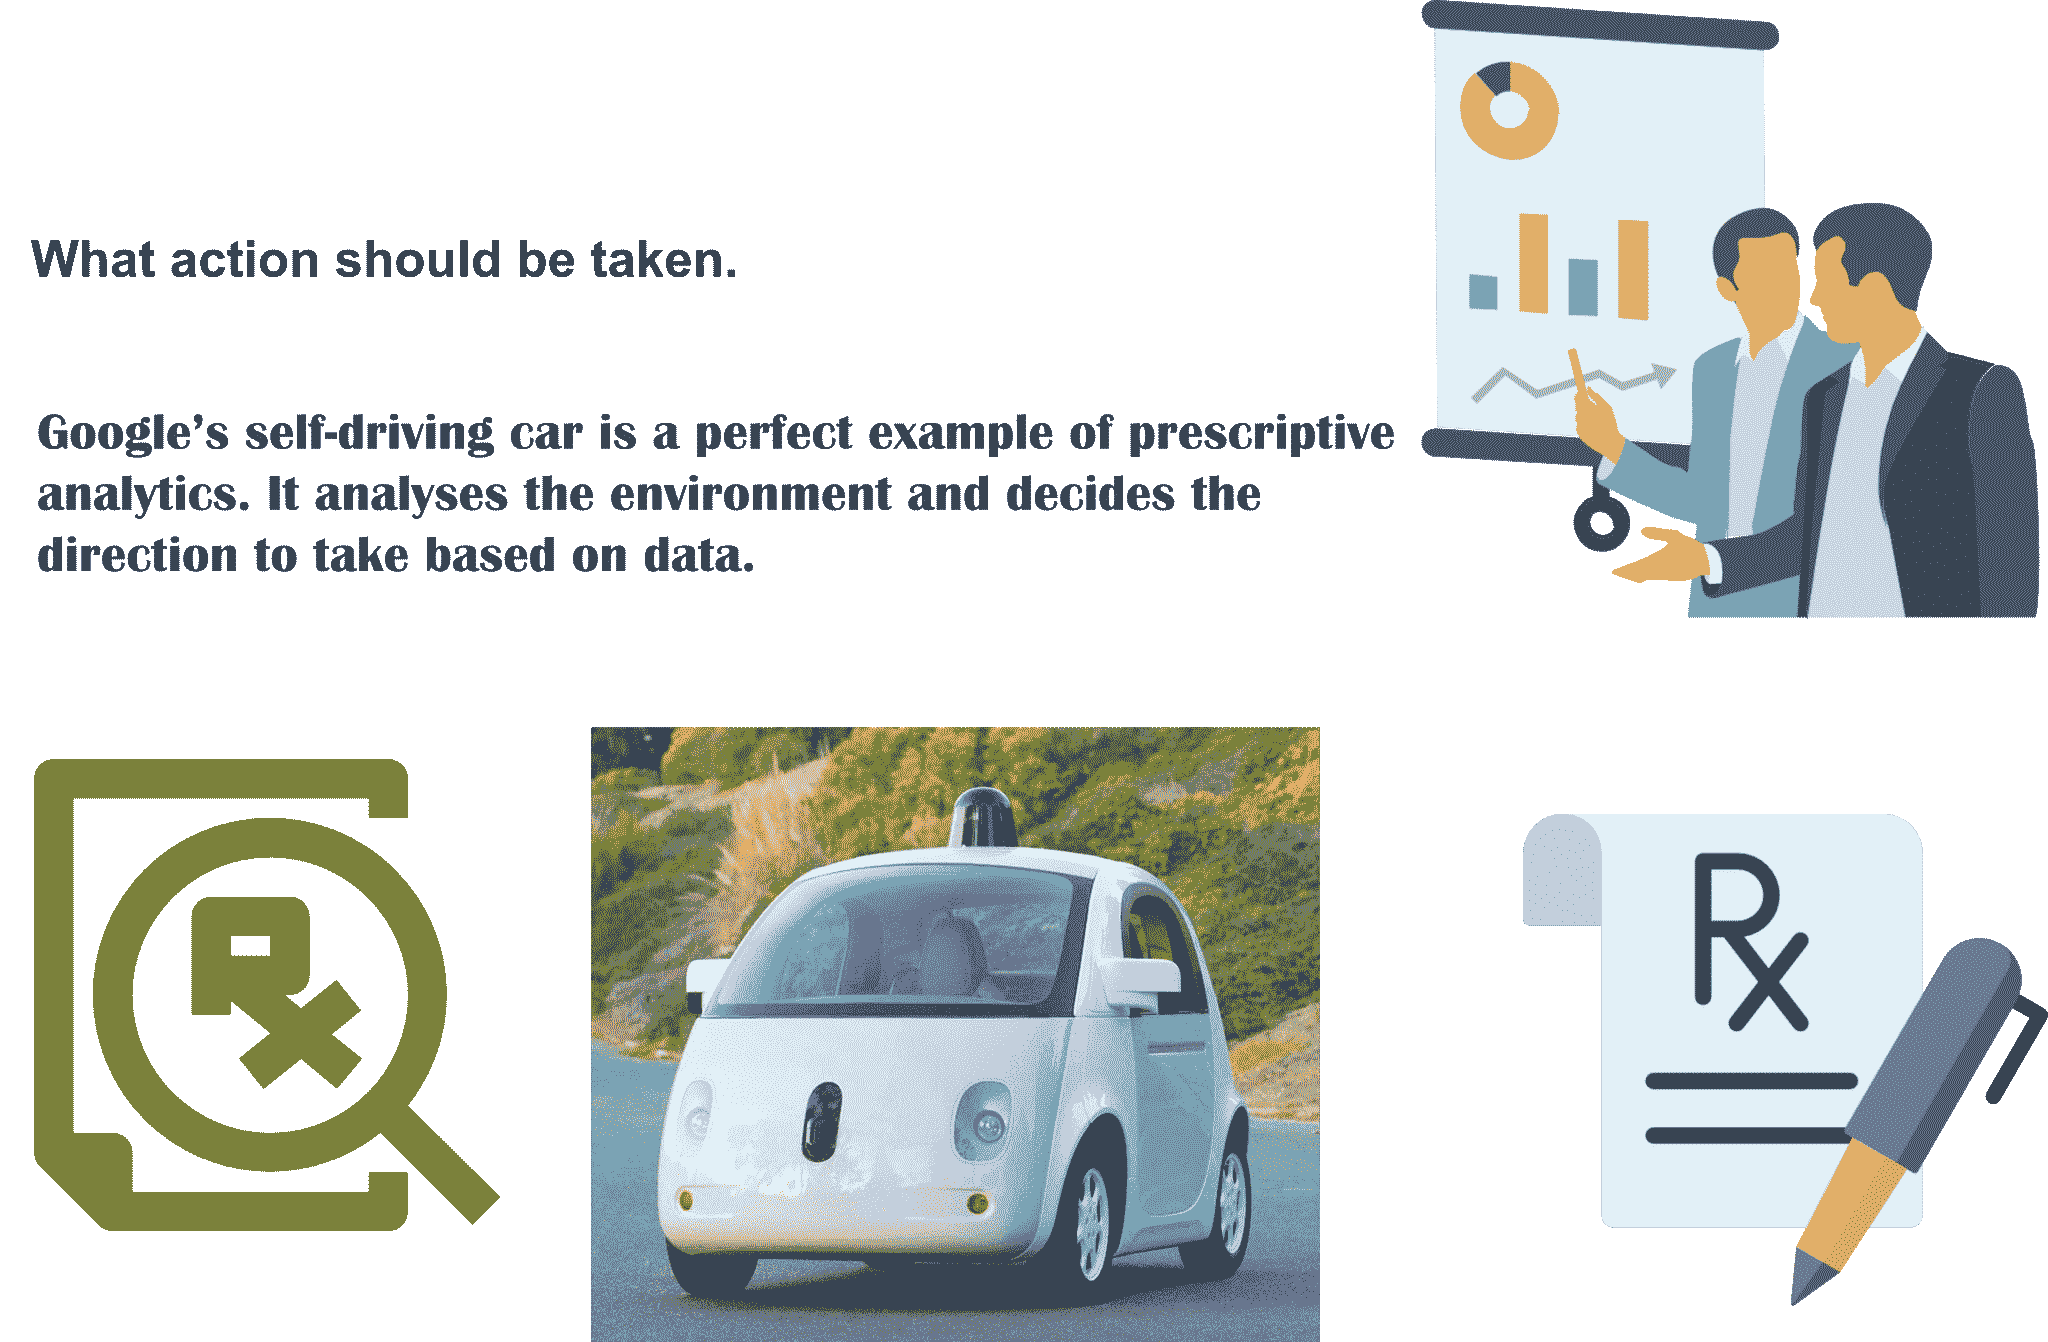 What action should be taken.
Google’s self-driving car is a perfect example of prescriptive
analytics. It analyses the environment and decides the
direction to take based on data.
Rx
Rx